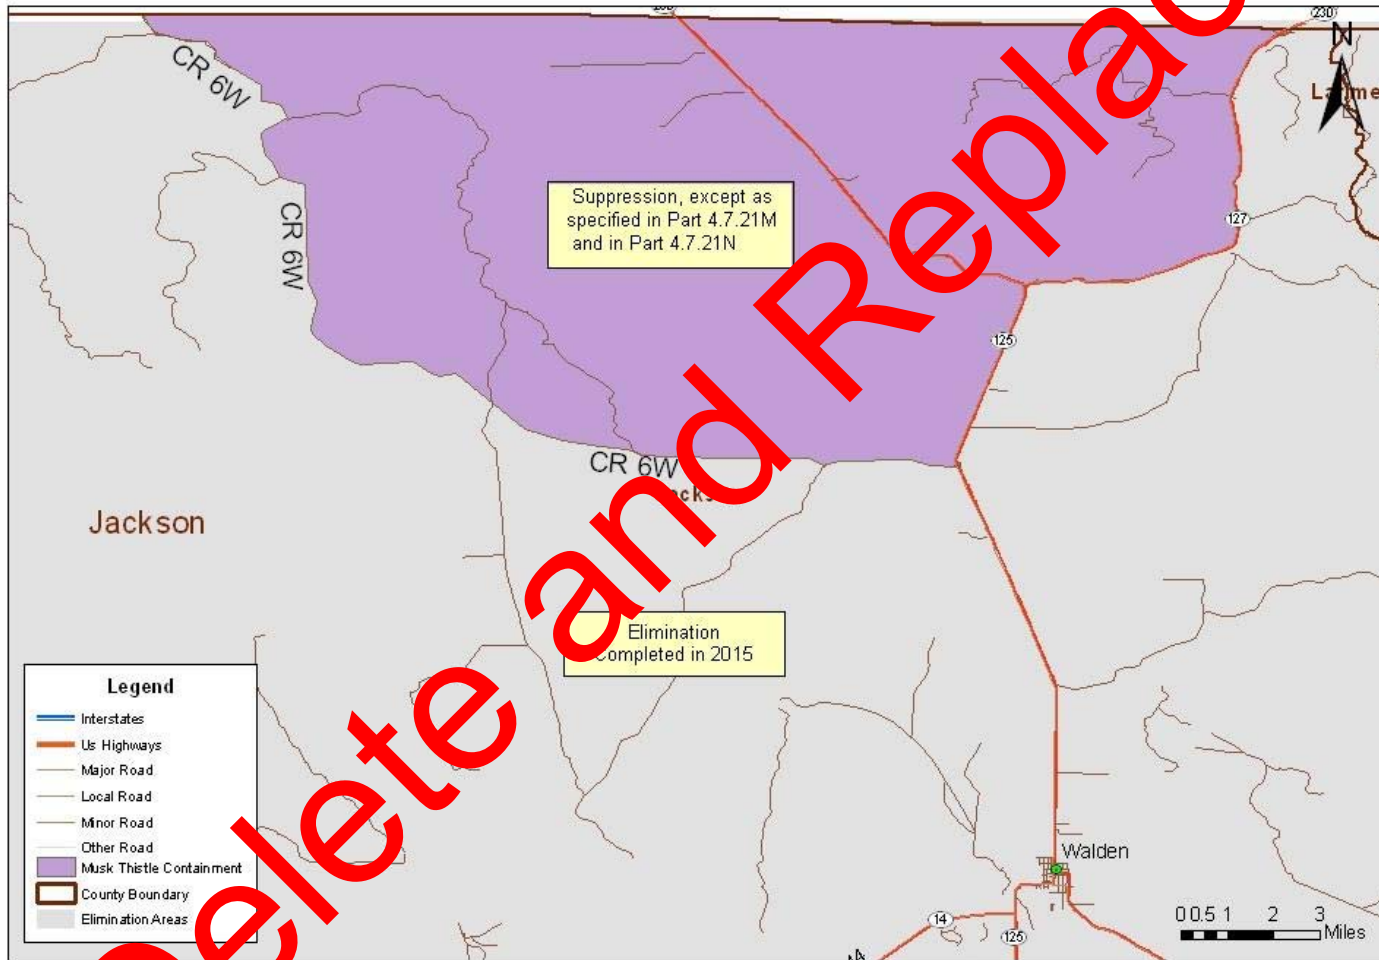 230
N
CR 6W
Larime
Suppression, except as
specified in Part 4.7.21M
and in Part 4.7.21N
CR 6W
127
125
CR 6W
Jackson
Elimination
Completed in 2015
Legend
Interstates
Us Highways
Major Road
Local Road
Minor Road
Other Road
Musk Thistle Containment
County Boundary
Elimination Areas
Walden
14
125
0 0.5 1 2 3
Miles
Delete and Replac